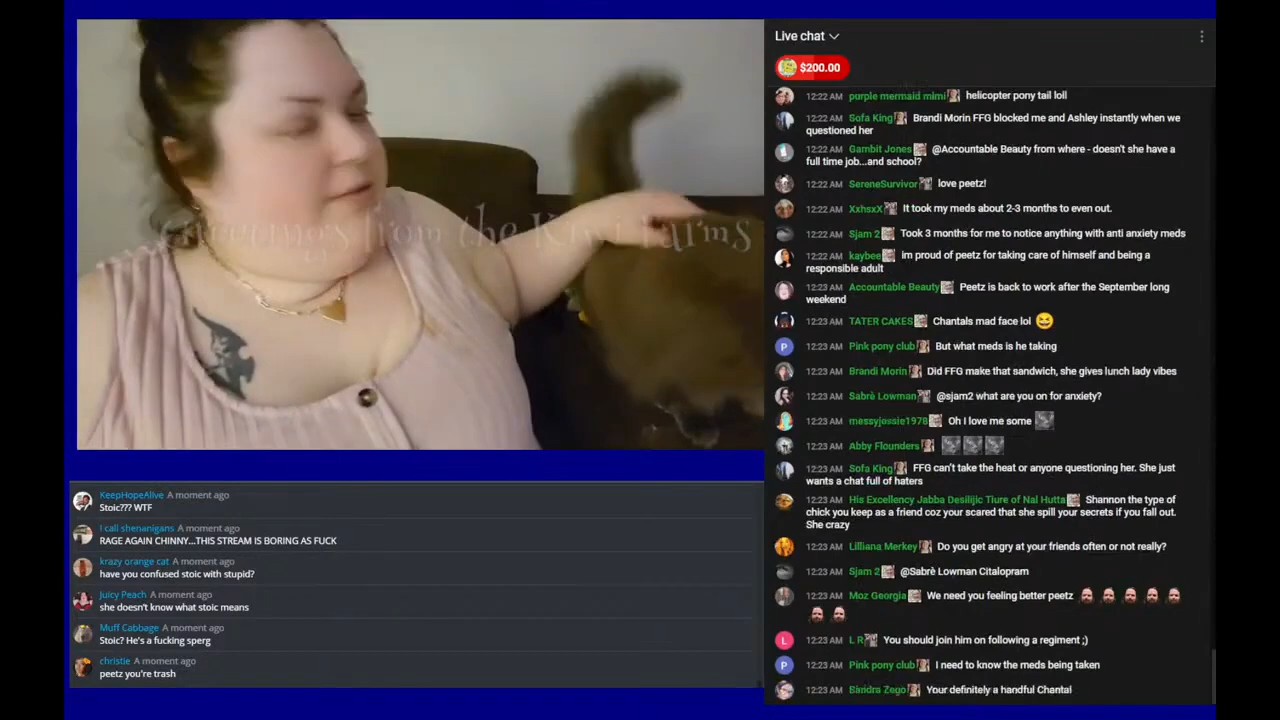 Greetings from the Kiwi Farms
KeepHopeAlive A moment ago
Stoic??? WTF
I call shenanigans A moment ago
RAGE AGAIN CHINNY...THIS STREAM IS BORING AS FUCK
krazy orange cat A moment ago
have you confused stoic with stupid?
Juicy Peach A moment ago
she doesn't know what stoic means
Muff Cabbage A moment ago
Stoic? He's a fucking sperg
christie A moment ago
peetz you're trash
Live chat
$200.00
12:22 AM purple mermaid mimi helicopter pony tail loll
12:22 AM Sofa King Brandi Morin FFG blocked me and Ashley instantly when we
questioned her
12:22 AM Gambit Jones @Accountable Beauty from where - doesn't she have a
full time job...and school?
12:22 AM SereneSurvivor love peetz!
12:22 AM XxhsxX It took my meds about 2-3 months to even out.
12:22 AM Sjam 2 Took 3 months for me to notice anything with anti anxiety meds
12:22 AM kaybee im proud of peetz for taking care of himself and being a
responsible adult
12:23 AM Accountable Beauty Peetz is back to work after the September long
weekend
12:23 AM TATER CAKES Chantals mad face lol 😆
P 12:23 AM Pink pony club But what meds is he taking
12:23 AM Brandi Morin Did FFG make that sandwich, she gives lunch lady vibes
12:23 AM Sabrè Lowman @sjam2 what are you on for anxiety?
12:23 AM messyjossie1978 Oh I love me some
12:23 AM Abby Flounders
12:23 AM Sofa King FFG can't take the heat or anyone questioning her. She just
wants a chat full of haters
12:23 AM His Excellency Jabba Desilijic Tiure of Nal Hutta Shannon the type of
chick you keep as a friend coz your scared that she spill your secrets if you fall out.
She crazy
12:23 AM Lilliana Merkey Do you get angry at your friends often or not really?
12:23 AM Sjam 2 @Sabrè Lowman Citalopram
12:23 AM Moz Georgia We need you feeling better peetz
L 12:23 AM L R You should join him on following a regiment ;)
P 12:23 AM Pink pony club I need to know the meds being taken
12:23 AM Zego Your definitely a handful Chantal